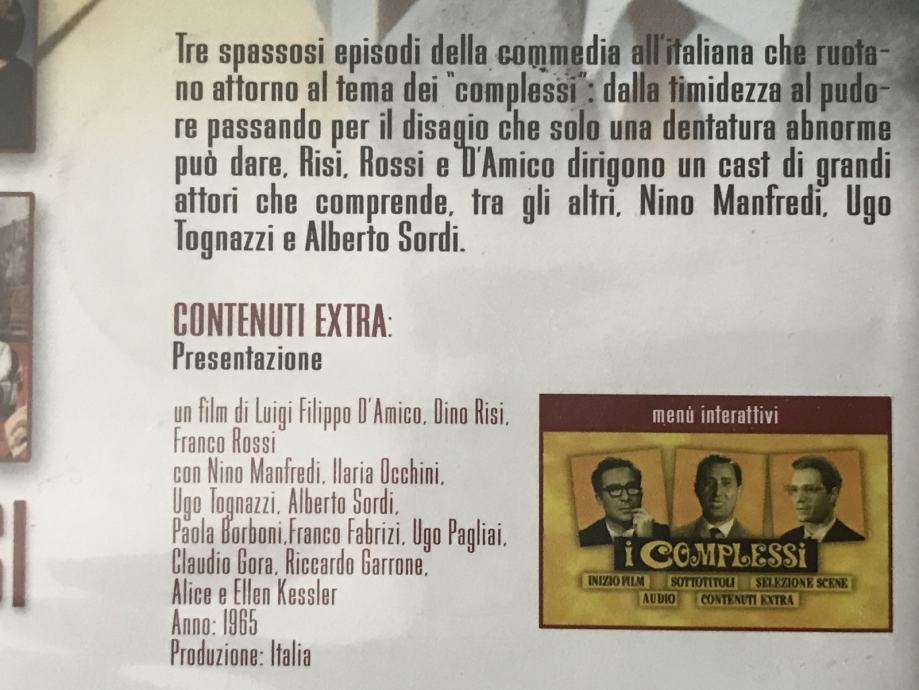 Tre spassosi episodi della commedia all'italiana che ruota-
no attorno al tema dei "complessi": dalla timidezza al pudo-
re passando per il disagio che solo una dentatura abnorme
può dare, Risi, Rossi e D'Amico dirigono un cast di grandi
attori che comprende, tra gli altri, Nino Manfredi, Ugo
Tognazzi e Alberto Sordi.
CONTENUTI EXTRA:
Presentazione
un film di Luigi Filippo D'Amico, Dino Risi,
Franco Rossi
con Nino Manfredi, Ilaria Occhini,
Ugo Tognazzi, Alberto Sordi,
Paola Borboni,Franco Fabrizi, Ugo Pagliai,
Claudio Gora, Riccardo Garrone,
Alice e Ellen Kessler
Anno: 1965
Produzione: Italia
menù interattivi
i COMPLESSi
INIZIO FILM SOTTOTITOLI SELEZIONE SCENE
AUDIO CONTENUTI EXTRA